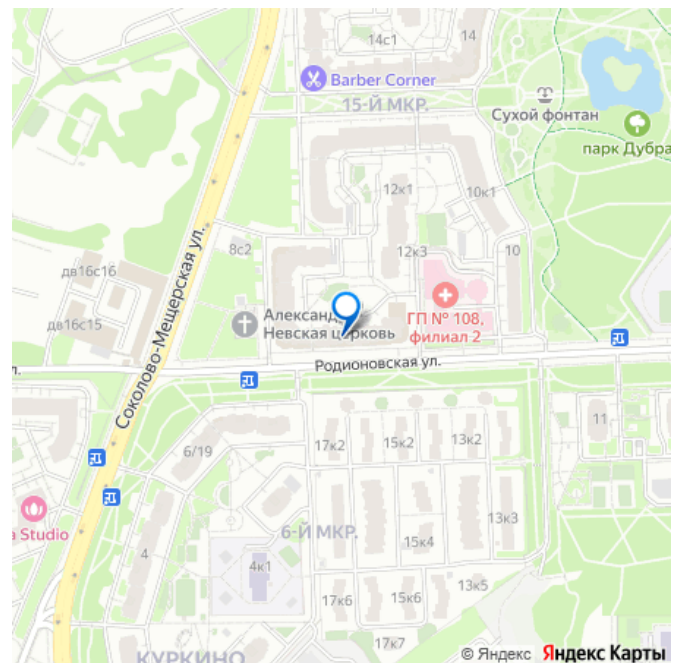 14с1
14
Barber Corner
15-Й МКР.
Сухой фонтан
парк Дубра
12к1
10к1
8с2
12к3
10
дв16с16
Соколово-Мещерская ул.
Александ
Невская церковь
ГП № 108,
филиал 2
дв16с15
Родионовская ул.
л.
11
6/19
17к2
15к2
13к2
13к3
a Studio
6-Й МКР.
4
15к4
4к1
17к6
15к6
13к5
17к7
КУРКИНО
© Яндекс Яндекс Карты